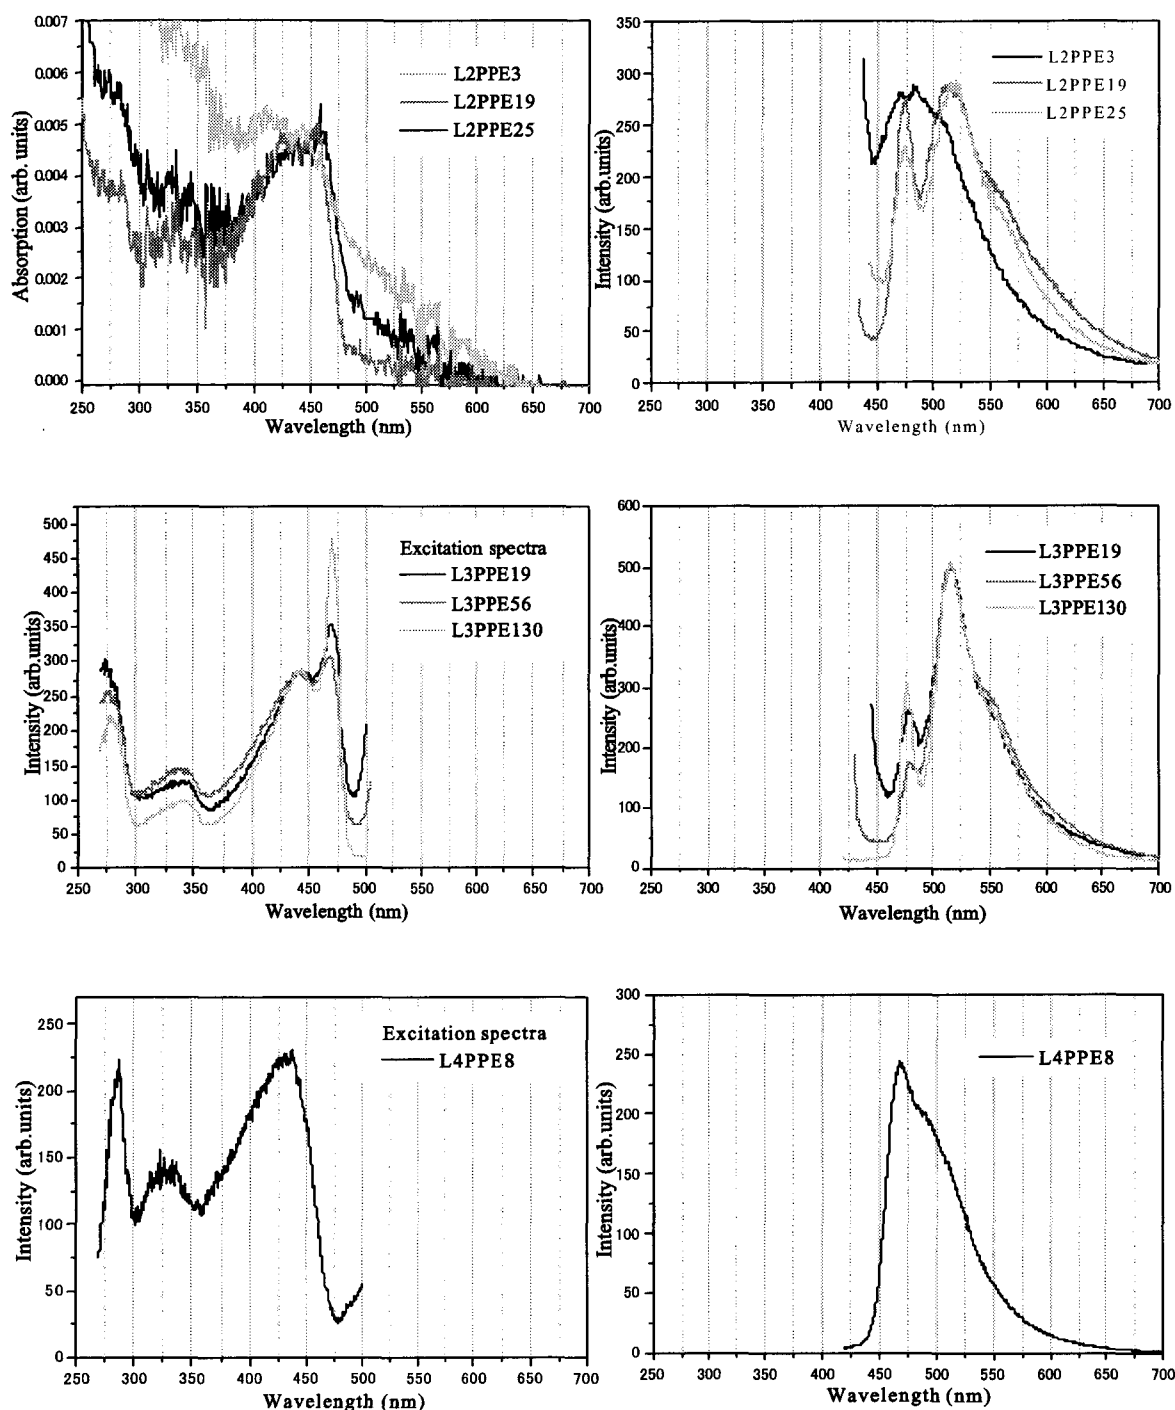 0.007
0.006
0.005
0.004
0.003
0.002
0.001
0.000
Absorption (arb. units)
L2PPE3
L2PPE19
L2PPE25
250 300 350 400 450 500 550 600 650 700
Wavelength (nm)
350
300
250
200
150
100
50
0
Intensity (arb.units)
L2PPE3
L2PPE19
L2PPE25
400 450 500 550 600 650 700
Wavelength (nm)
500
450
400
350
300
250
200
150
100
50
0
Intensity (arb.units)
Excitation spectra
L3PPE19
L3PPE56
L3PPE130
250 300 350 400 450 500 550 600 650 700
Wavelength (nm)
600
500
400
300
200
100
0
Intensity (arb.units)
L3PPE19
L3PPE56
L3PPE130
250 300 350 400 450 500 550 600 650 700
Wavelength (nm)
250
200
150
100
50
0
Intensity (arb.units)
Excitation spectra
L4PPE8
250 300 350 400 450 500 550 600 650 700
Wavelength (nm)
300
250
200
150
100
50
0
Intensity (arb.units)
L4PPE8
250 300 350 400 450 500 550 600 650 700
Wavelength (nm)